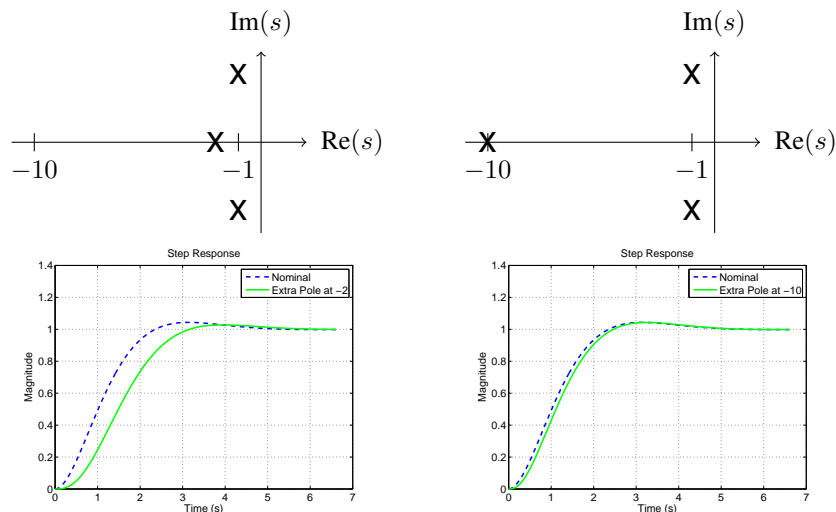 Im(s)
Re(s)
−10
−1
Im(s)
Re(s)
−10
−1
Step Response
1.4
1.2
1
0.8
0.6
0.4
0.2
0
0 1 2 3 4 5 6 7
Magnitude
Time (s)
Nominal
Extra Pole at −2
Step Response
1.4
1.2
1
0.8
0.6
0.4
0.2
0
0 1 2 3 4 5 6 7
Magnitude
Time (s)
Nominal
Extra Pole at −10